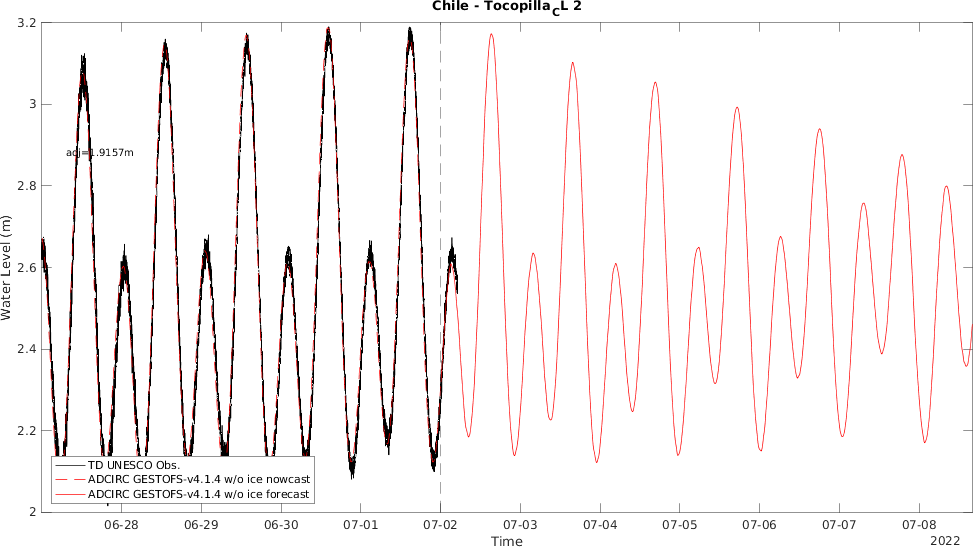 Chile - Tocopilla_CL 2
3.2
3
2.8
2.6
2.4
2.2
2
Water Level (m)
adj=1.9157m
TD UNESCO Obs.
ADCIRC GESTOFS-v4.1.4 w/o ice nowcast
ADCIRC GESTOFS-v4.1.4 w/o ice forecast
06-28 06-29 06-30 07-01 07-02 07-03 07-04 07-05 07-06 07-07 07-08
Time
2022